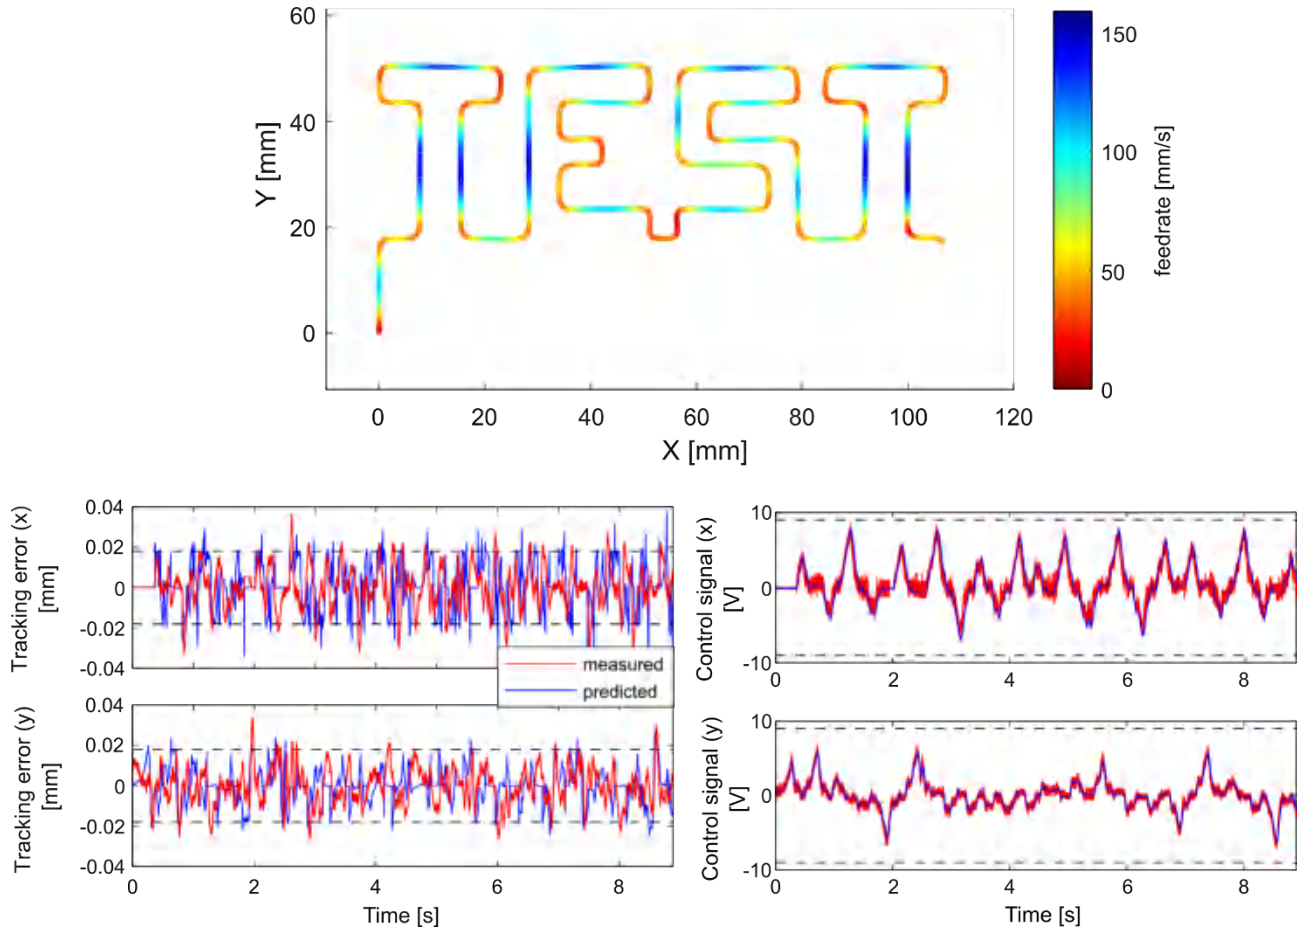 TEST
60
40
20
0
Y [mm]
0
20
40
60
80
100
120
X [mm]
150
100
50
0
feedrate [mm/s]
Tracking error (x)
[mm]
0.04
0.02
0
-0.02
-0.04
measured
predicted
Tracking error (y)
[mm]
0.04
0.02
0
-0.02
-0.04
0
2
4
6
8
Time [s]
Control signal (x)
[V]
10
0
-10
0
2
4
6
8
Control signal (y)
[V]
10
0
-10
0
2
4
6
8
Time [s]